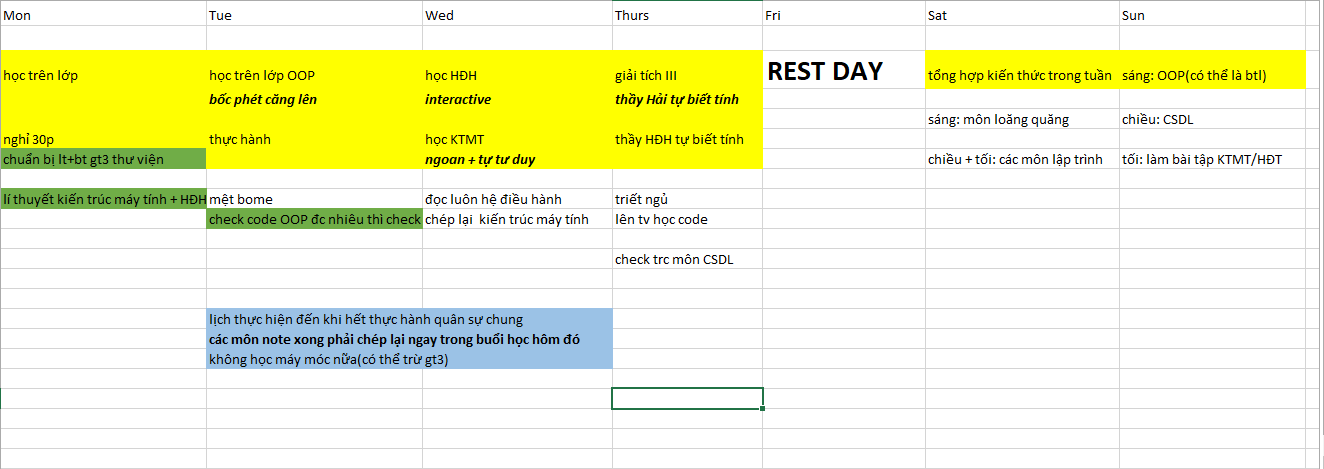 Mon Tue Wed Thurs Fri Sat Sun
học trên lớp học trên lớp OOP học HĐH giải tích III REST DAY tổng hợp kiến thức trong tuần sáng: OOP(có thể là btl)
bốc phét căng lên interactive thầy Hải tự biết tính
sáng: môn loăng quăng chiều: CSDL
nghỉ 30p thực hành học KTMT thầy HĐH tự biết tính
chuẩn bị lt+bt gt3 thư viện ngoan + tự tư duy chiều + tối: các môn lập trình tối: làm bài tập KTMT/HĐT
lí thuyết kiến trúc máy tính + HĐH mệt bome đọc luôn hệ điều hành triết ngủ
check code OOP đc nhiêu thì check chép lại kiến trúc máy tính lên tv học code
check trc môn CSDL
lịch thực hiện đến khi hết thực hành quân sự chung
các môn note xong phải chép lại ngay trong buổi học hôm đó
không học máy móc nữa(có thể trừ gt3)